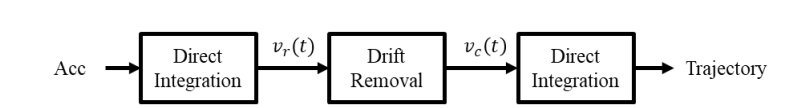 Acc
Direct
Integration
v_r(t)
Drift
Removal
v_c(t)
Direct
Integration
Trajectory